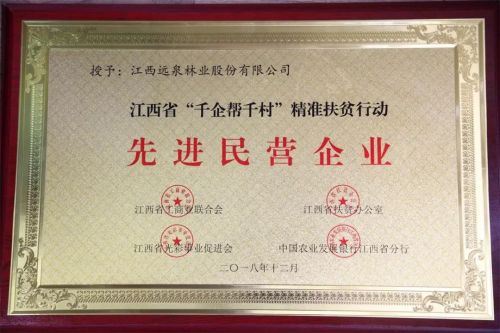 授予：江西远泉林业股份有限公司
江西省“千企帮千村”精准扶贫行动
先进民营企业
江西省工商业联合会 江西省扶贫办公室
江西省光彩事业促进会 中国农业发展银行江西省分行
二〇一八年十二月